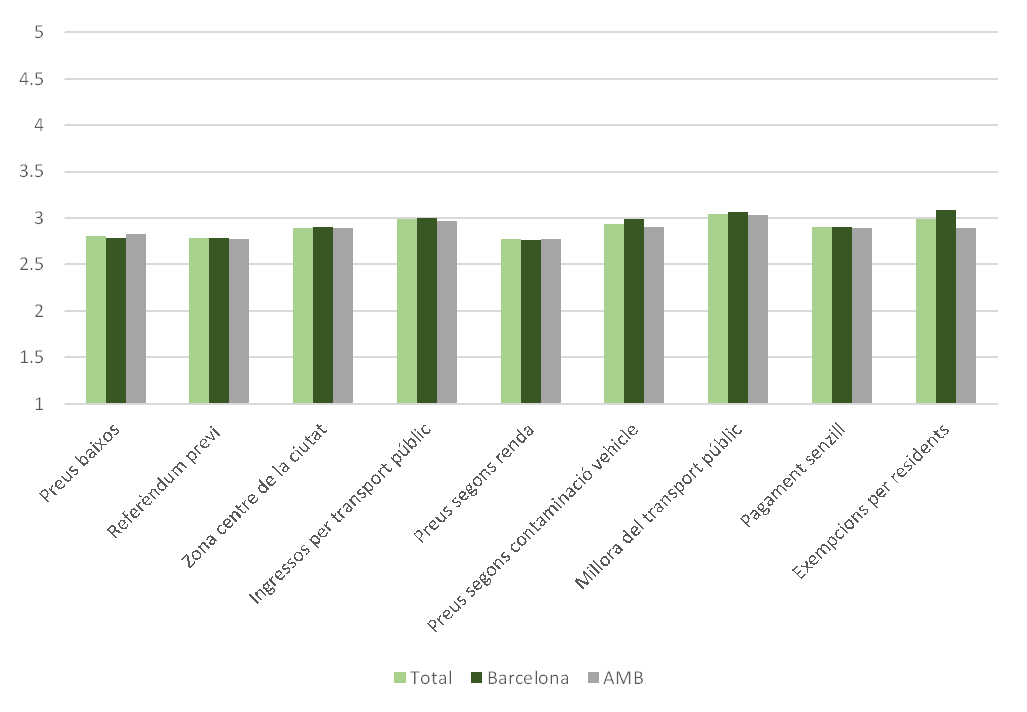 5
4.5
4
3.5
3
2.5
2
1.5
1
Preus baixos
Referèndum previ
Zona centre de la ciutat
Ingressos per transport públic
Preus segons renda
Preus segons contaminació vehicle
Millora del transport públic
Pagament senzill
Exempcions per residents
Total
Barcelona
AMB